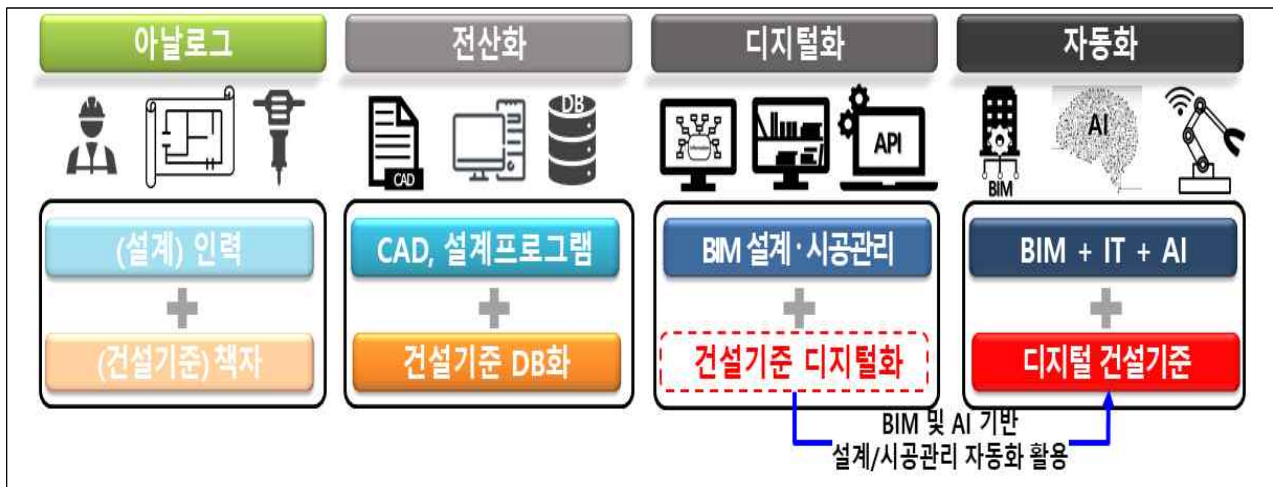 아날로그
전산화
디지털화
자동화
CAD
DB
Information
API
BIM
AI
(설계) 인력
(건설기준) 책자
CAD, 설계프로그램
건설기준 DB화
BIM 설계·시공관리
건설기준 디지털화
BIM + IT + AI
디지털 건설기준
BIM 및 AI 기반
설계/시공관리 자동화 활용